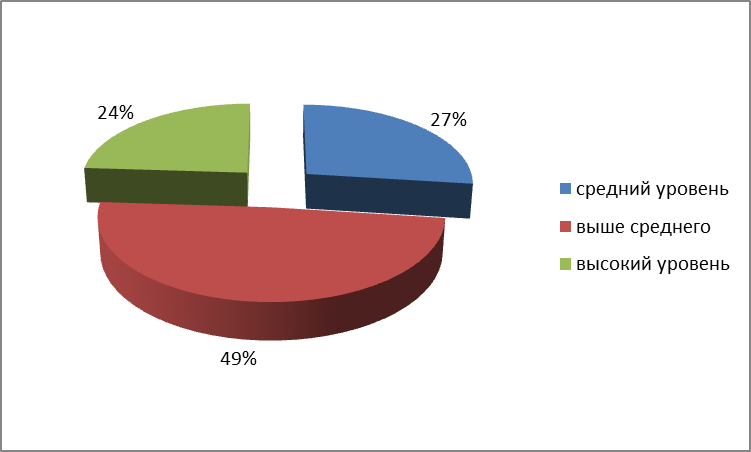 24%
27%
средний уровень
выше среднего
высокий уровень
49%